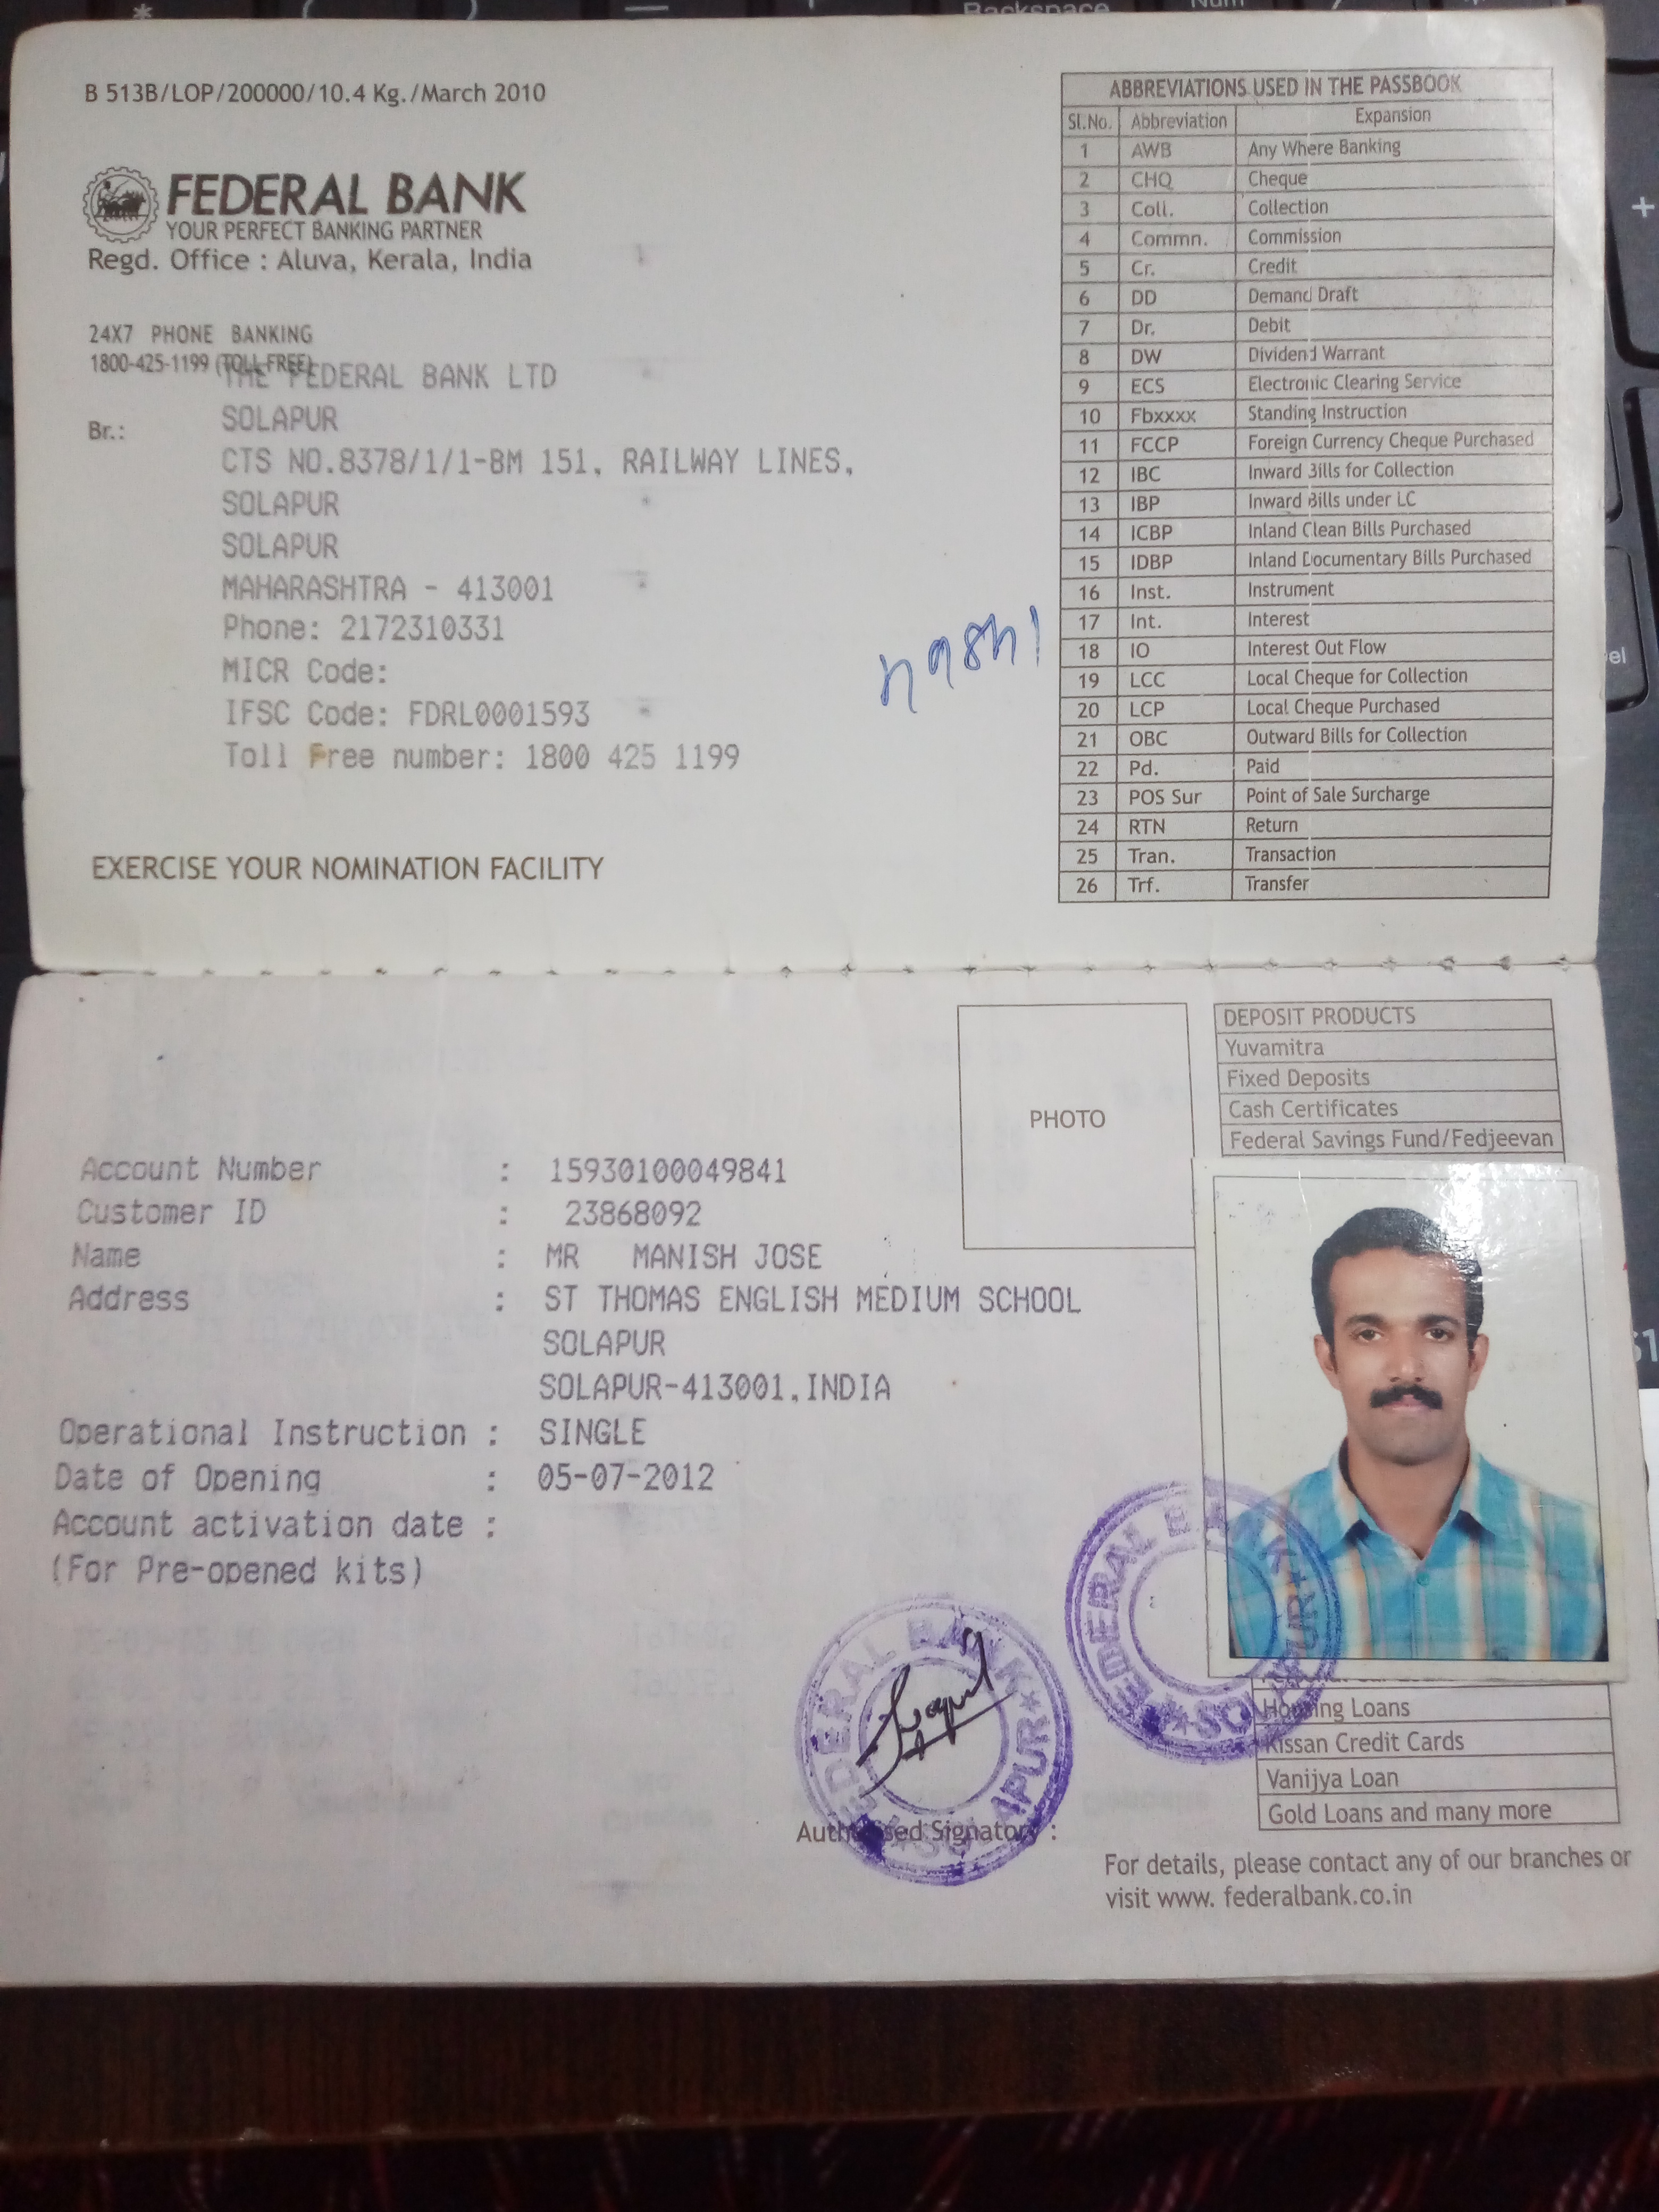 B 513B/LOP/200000/10.4 Kg./March 2010
FEDERAL BANK
YOUR PERFECT BANKING PARTNER
Regd. Office : Aluva, Kerala, India
24X7 PHONE BANKING
1800-425-1199 (TOLL-FREE)
THE FEDERAL BANK LTD
Br.: SOLAPUR
CTS NO.8378/1/1-BM 151, RAILWAY LINES,
SOLAPUR
SOLAPUR
MAHARASHTRA - 413001
Phone: 2172310331
MICR Code:
IFSC Code: FDRL0001593
Toll Free number: 1800 425 1199
EXERCISE YOUR NOMINATION FACILITY
ABBREVIATIONS USED IN THE PASSBOOK
Sl.No. Abbreviation Expansion
1 AWB Any Where Banking
2 CHQ Cheque
3 Coll. Collection
4 Commn. Commission
5 Cr. Credit
6 DD Demand Draft
7 Dr. Debit
8 DW Dividend Warrant
9 ECS Electronic Clearing Service
10 Fbxxxx Standing Instruction
11 FCCP Foreign Currency Cheque Purchased
12 IBC Inward Bills for Collection
13 IBP Inward Bills under LC
14 ICBP Inland Clean Bills Purchased
15 IDBP Inland Documentary Bills Purchased
16 Inst. Instrument
17 Int. Interest
18 IO Interest Out Flow
19 LCC Local Cheque for Collection
20 LCP Local Cheque Purchased
21 OBC Outward Bills for Collection
22 Pd. Paid
23 POS Sur Point of Sale Surcharge
24 RTN Return
25 Tran. Transaction
26 Trf. Transfer
PHOTO
DEPOSIT PRODUCTS
Yuvamitra
Fixed Deposits
Cash Certificates
Federal Savings Fund/Fedjeevan
Account Number : 15930100049841
Customer ID : 23868092
Name : MR MANISH JOSE
Address : ST THOMAS ENGLISH MEDIUM SCHOOL
SOLAPUR
SOLAPUR-413001,INDIA
Operational Instruction : SINGLE
Date of Opening : 05-07-2012
Account activation date :
(For Pre-opened kits)
FEDERAL BANK
SOLAPUR
FEDERAL BANK
SOLAPUR
Authorised Signatory :
Housing Loans
Kissan Credit Cards
Vanijya Loan
Gold Loans and many more
For details, please contact any of our branches or
visit www. federalbank.co.in
Backspace